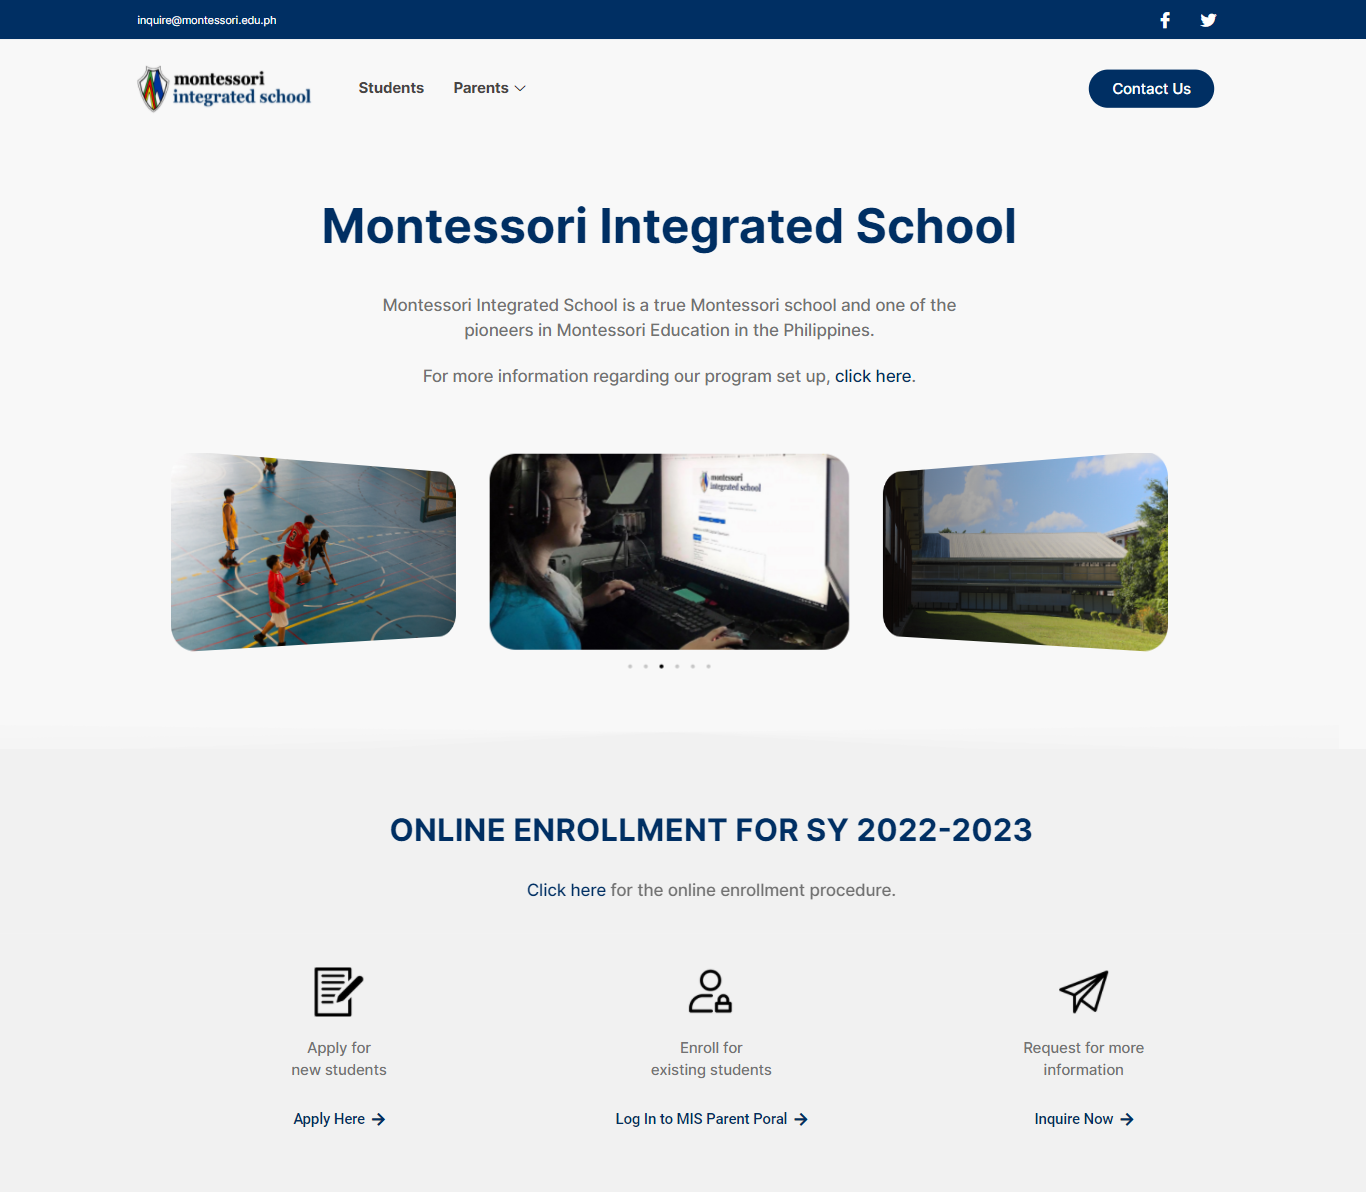 inquire@montessori.edu.ph
montessori
integrated school
Students
Parents
Contact Us
Montessori Integrated School
Montessori Integrated School is a true Montessori school and one of the
pioneers in Montessori Education in the Philippines.
For more information regarding our program set up, click here.
montessori
integrated school
ONLINE ENROLLMENT FOR SY 2022-2023
Click here for the online enrollment procedure.
Apply for
new students
Enroll for
existing students
Request for more
information
Apply Here
Log In to MIS Parent Poral
Inquire Now